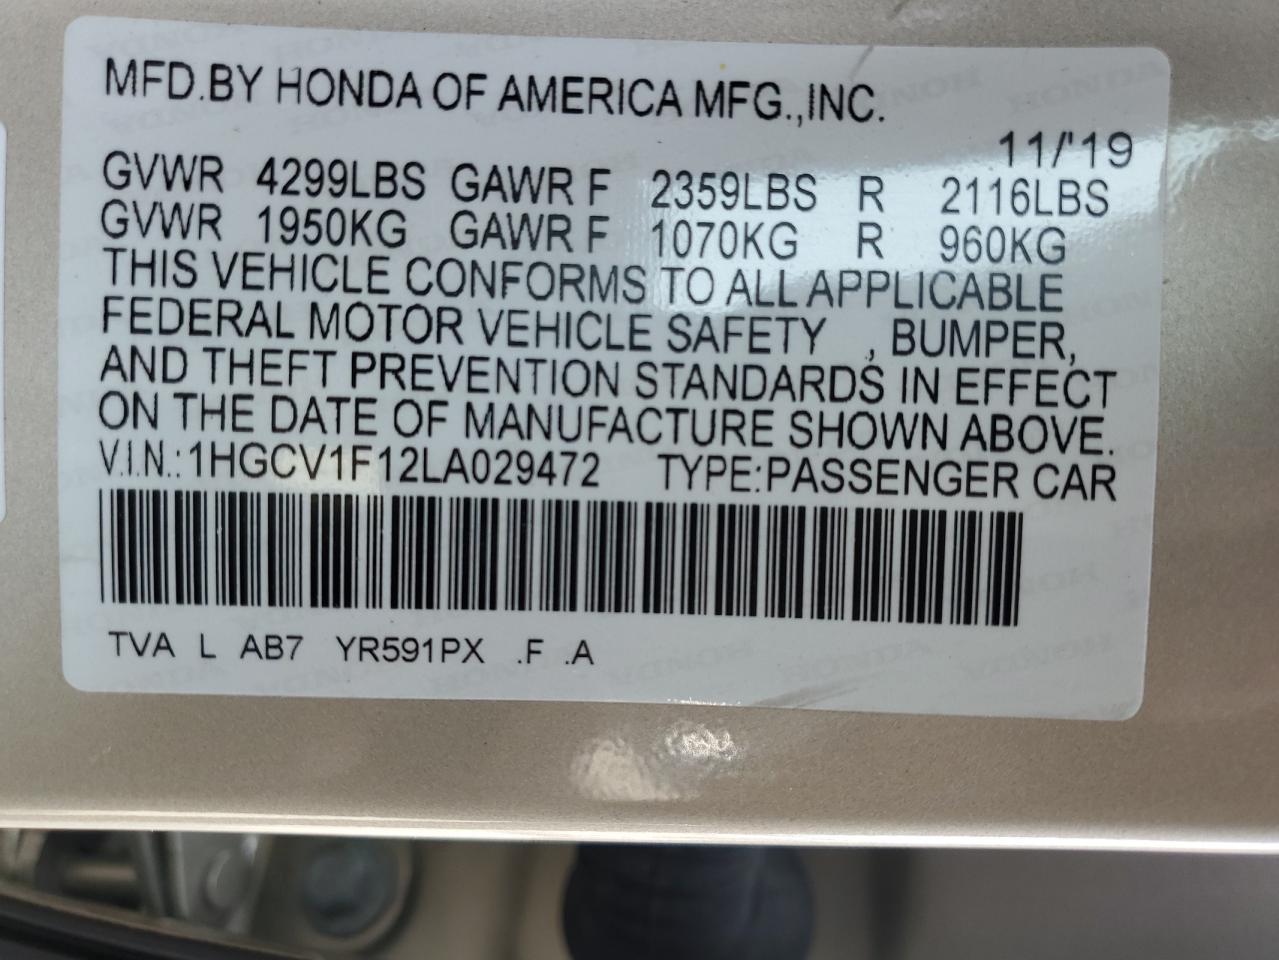 MFD.BY HONDA OF AMERICA MFG.,INC.
11/'19
GVWR 4299LBS GAWR F 2359LBS R 2116LBS
GVWR 1950KG GAWR F 1070KG R 960KG
THIS VEHICLE CONFORMS TO ALL APPLICABLE
FEDERAL MOTOR VEHICLE SAFETY , BUMPER,
AND THEFT PREVENTION STANDARDS IN EFFECT
ON THE DATE OF MANUFACTURE SHOWN ABOVE.
V.I.N.:1HGCV1F12LA029472 TYPE:PASSENGER CAR
TVA L AB7 YR591PX .F .A